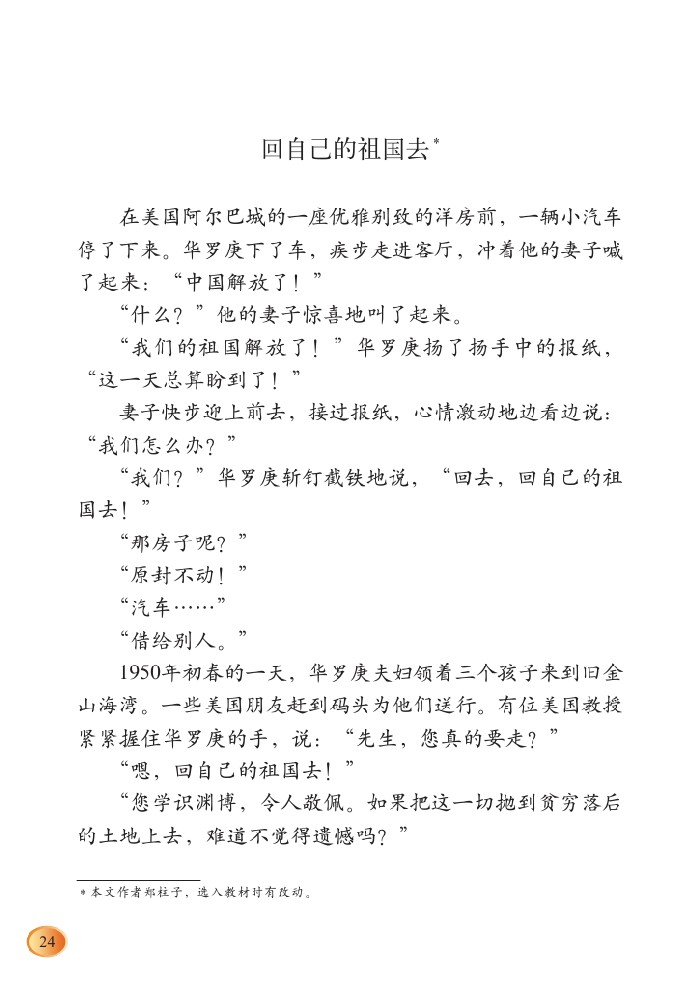 回自己的祖国去*
在美国阿尔巴城的一座优雅别致的洋房前，一辆小汽车
停了下来。华罗庚下了车，疾步走进客厅，冲着他的妻子喊
了起来：“中国解放了！”
“什么？”他的妻子惊喜地叫了起来。
“我们的祖国解放了！”华罗庚扬了扬手中的报纸，
“这一天总算盼到了！”
妻子快步迎上前去，接过报纸，心情激动地边看边说：
“我们怎么办？”
“我们？”华罗庚斩钉截铁地说，“回去，回自己的祖
国去！”
“那房子呢？”
“原封不动！”
“汽车……”
“借给别人。”
1950年初春的一天，华罗庚夫妇领着三个孩子来到旧金
山海湾。一些美国朋友赶到码头为他们送行。有位美国教授
紧紧握住华罗庚的手，说：“先生，您真的要走？”
“嗯，回自己的祖国去！”
“您学识渊博，令人敬佩。如果把这一切抛到贫穷落后
的土地上去，难道不觉得遗憾吗？”
*本文作者郑柱子，选入教材时有改动。
24